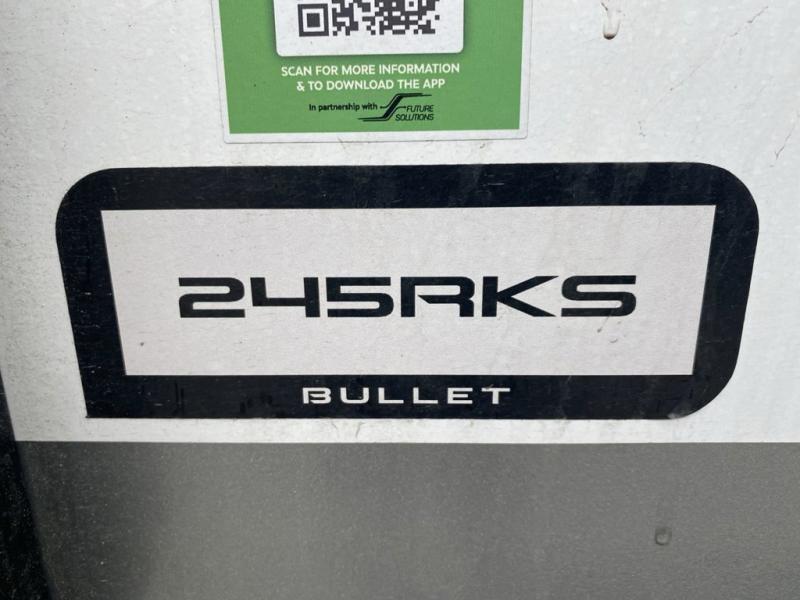 SCAN FOR MORE INFORMATION
& TO DOWNLOAD THE APP
In partnership with FUTURE
SOLUTIONS
245RKS
BULLET